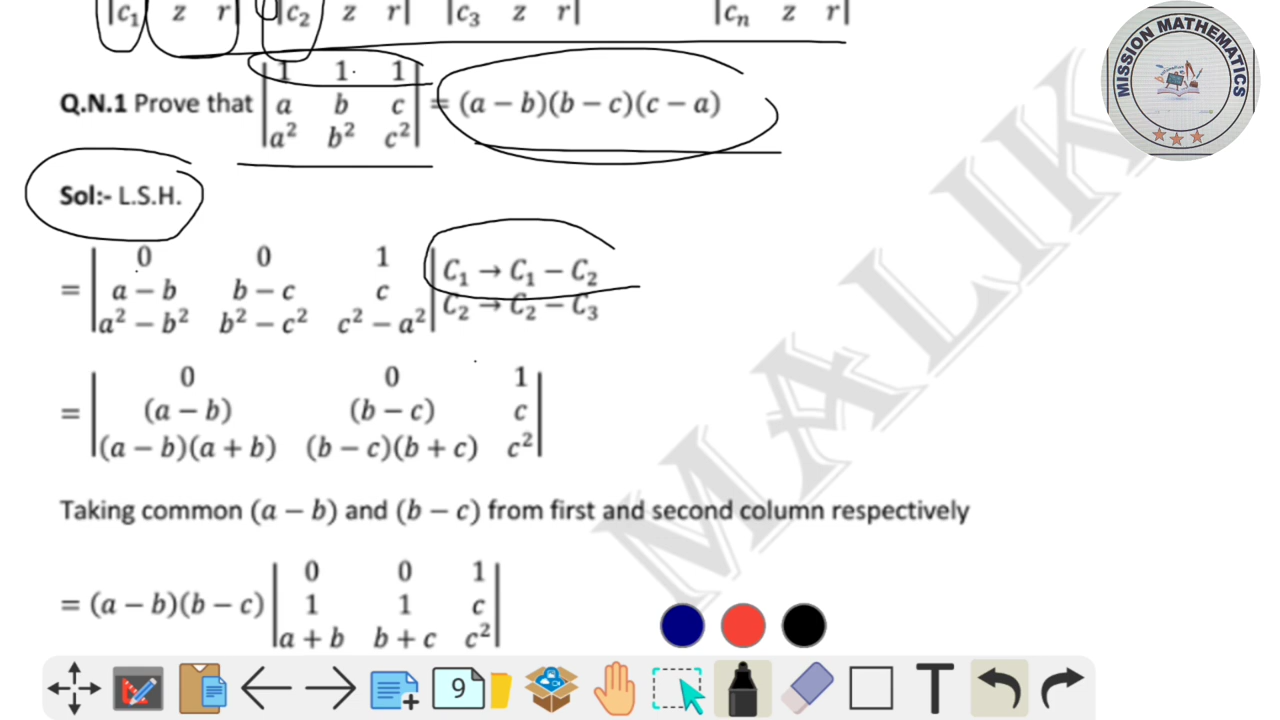 |c₁ z r| |c₂ z r| |c₃ z r| |cₙ z r|
MISSION MATHEMATICS
Q.N.1 Prove that |1 1 1|
|a b c| = (a − b)(b − c)(c − a)
|a² b² c²|
Sol:- L.S.H.
|0 0 1|
= |a − b b − c c| C₁ → C₁ − C₂
|a² − b² b² − c² c² − a²| C₂ → C₂ − C₃
|0 0 1|
= |(a − b) (b − c) c|
|(a − b)(a + b) (b − c)(b + c) c²|
Taking common (a − b) and (b − c) from first and second column respectively
|0 0 1|
= (a − b)(b − c) |1 1 c|
|a + b b + c c²|
MALIK
9
T